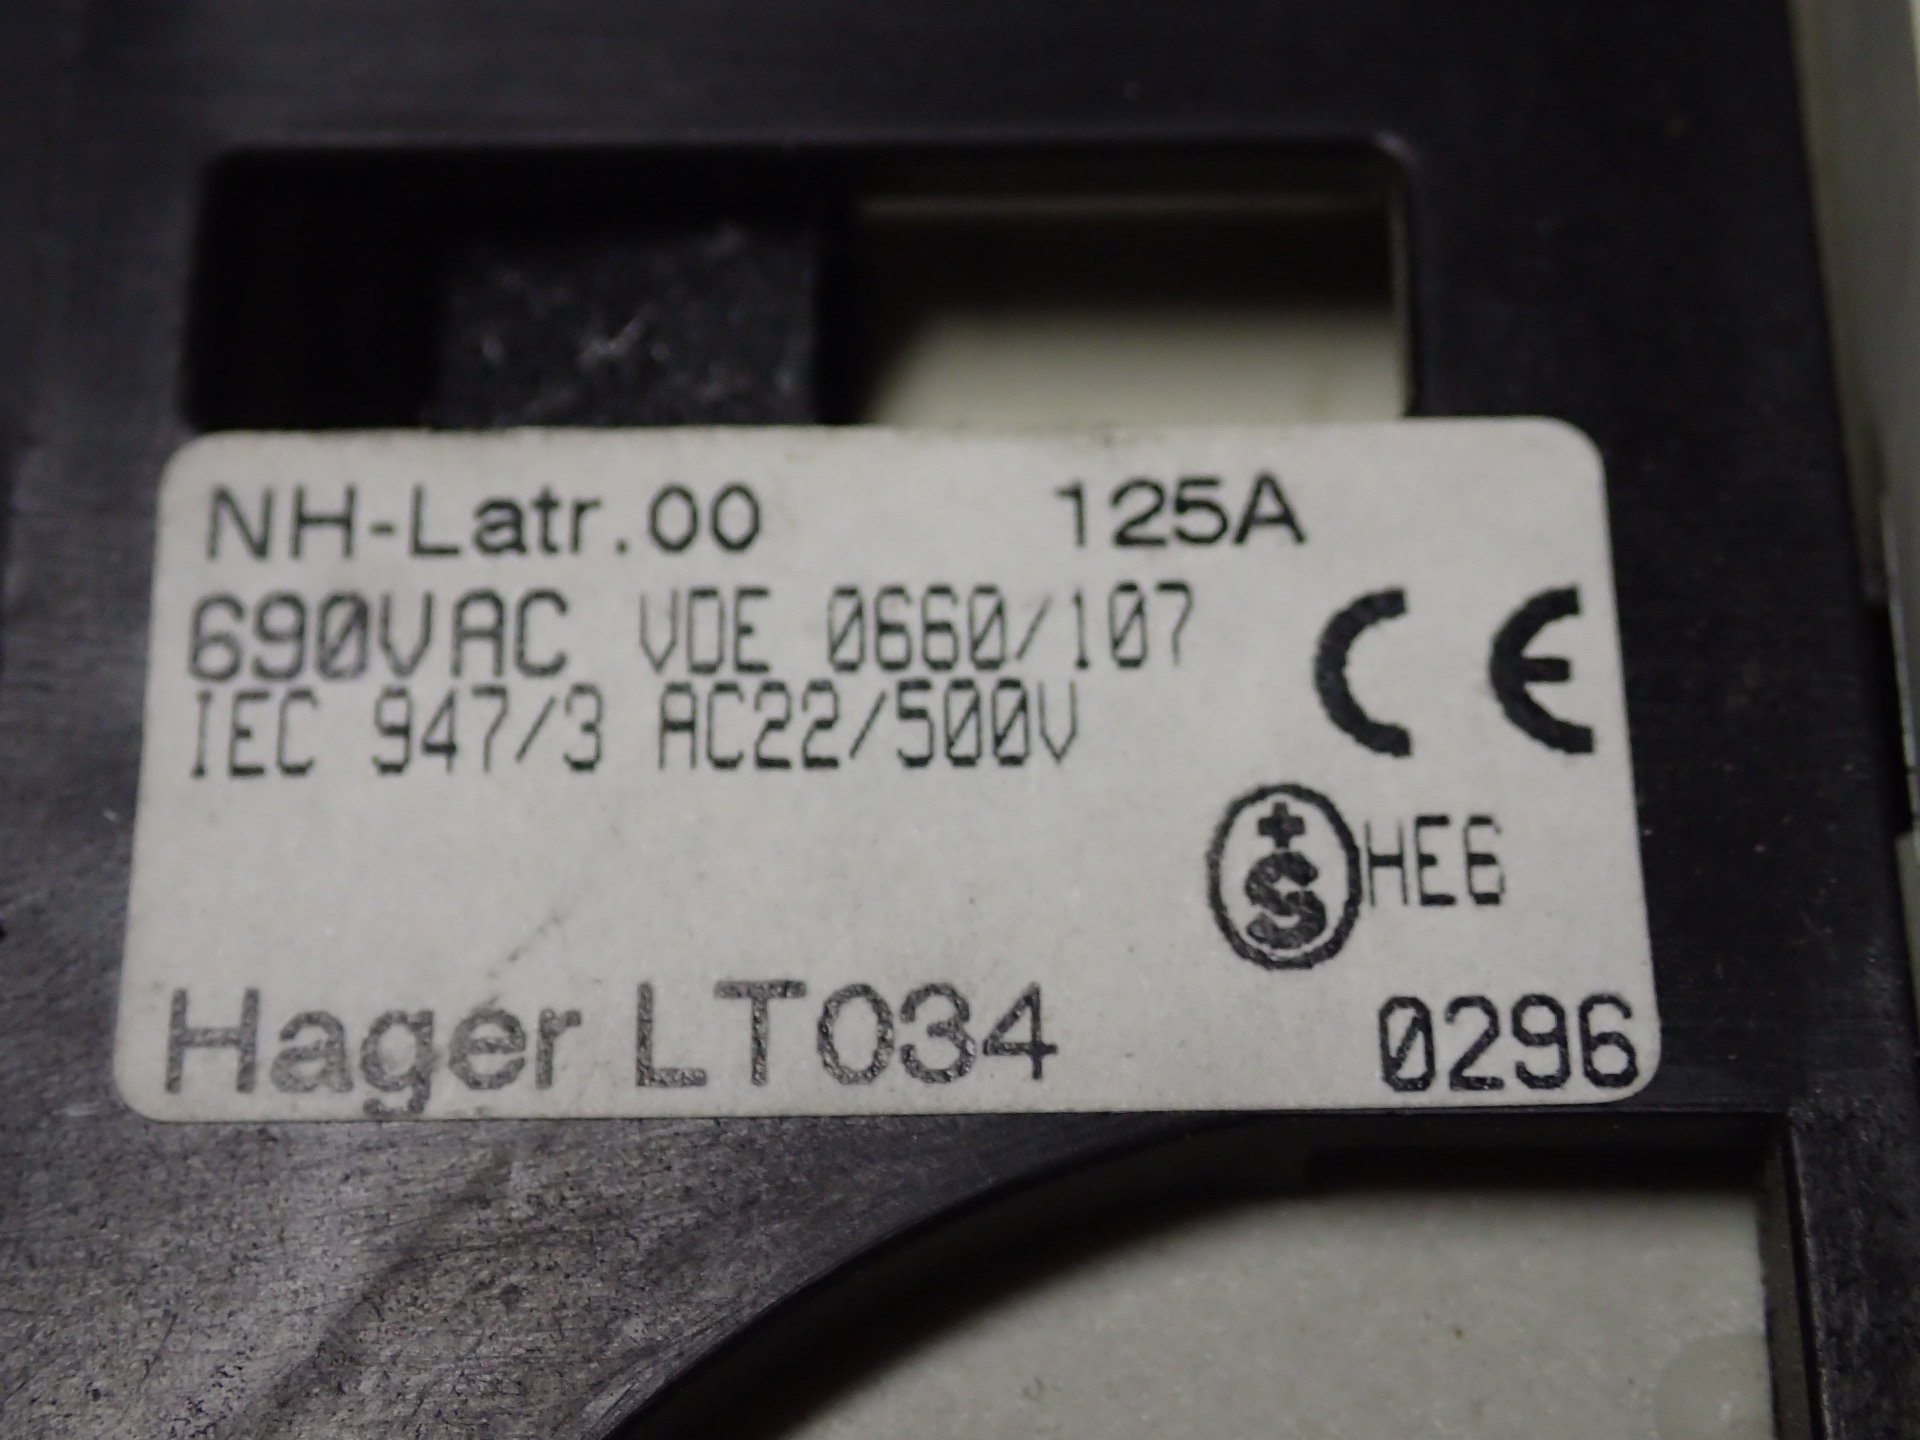 NH-Latr.00 125A
690VAC VDE 0660/107
IEC 947/3 AC22/500V
CE
+S HE6
Hager LT034 0296